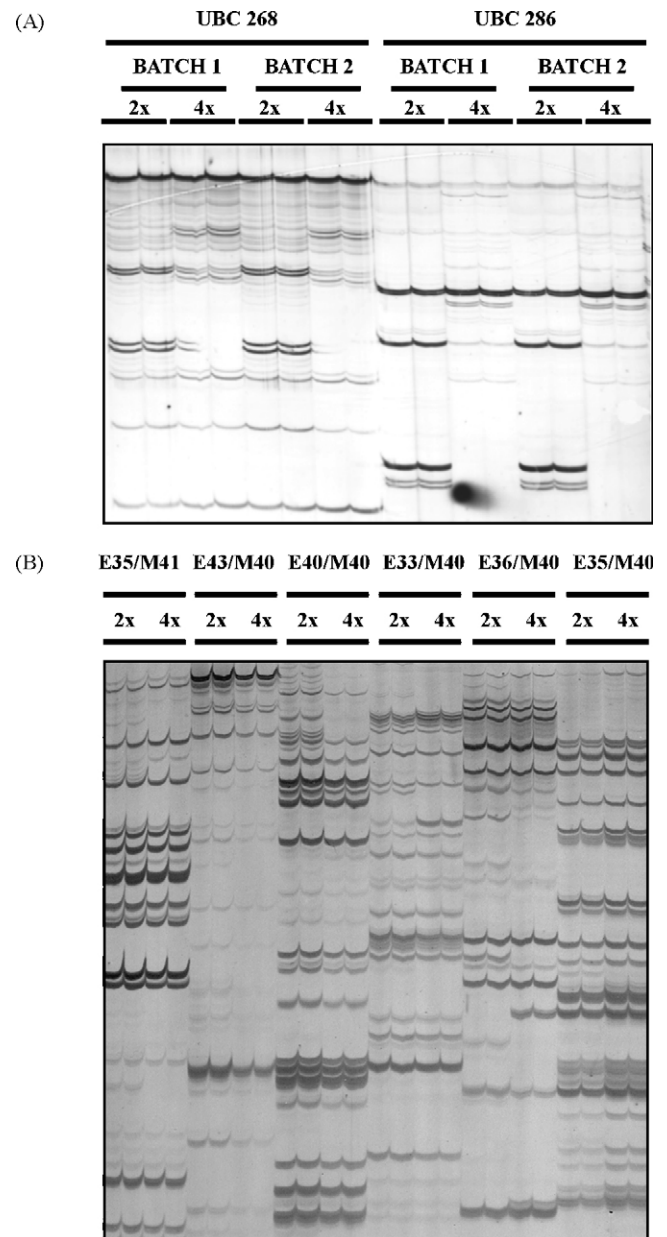 (A)
UBC 268 UBC 286
BATCH 1 BATCH 2 BATCH 1 BATCH 2
2x 4x 2x 4x 2x 4x 2x 4x
(B)
E35/M41 E43/M40 E40/M40 E33/M40 E36/M40 E35/M40
2x 4x 2x 4x 2x 4x 2x 4x 2x 4x 2x 4x